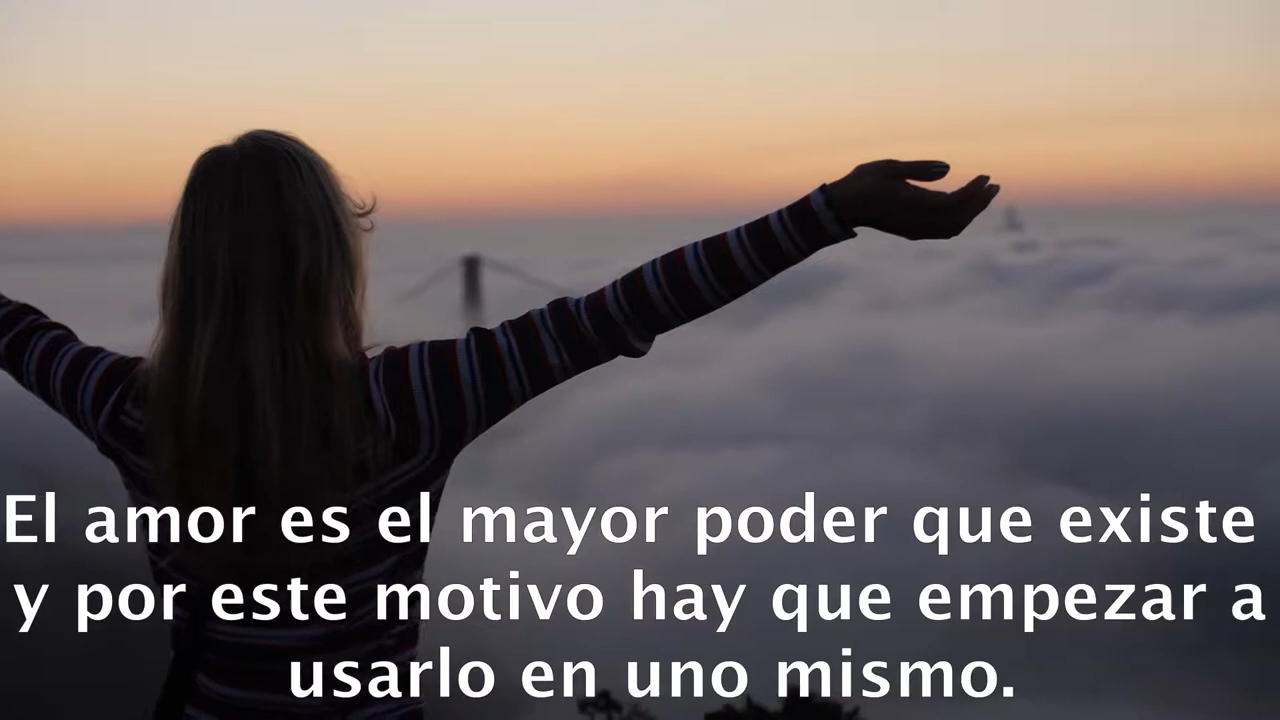 El amor es el mayor poder que existe
y por este motivo hay que empezar a
usarlo en uno mismo.